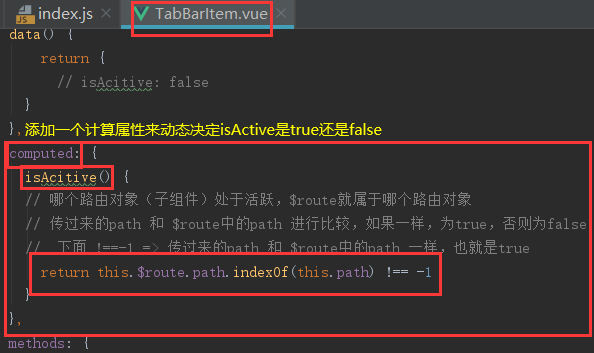 JS index.js × TabBarItem.vue ×
data() {
return {
// isAcitive: false
}
},添加一个计算属性来动态决定isActive是true还是false
computed: {
isAcitive() {
// 哪个路由对象（子组件）处于活跃，$route就属于哪个路由对象
// 传过来的path 和 $route中的path 进行比较，如果一样，为true，否则为false
// 下面 !==-1 => 传过来的path 和 $route中的path 一样，也就是true
return this.$route.path.indexOf(this.path) !== -1
}
},
methods: {